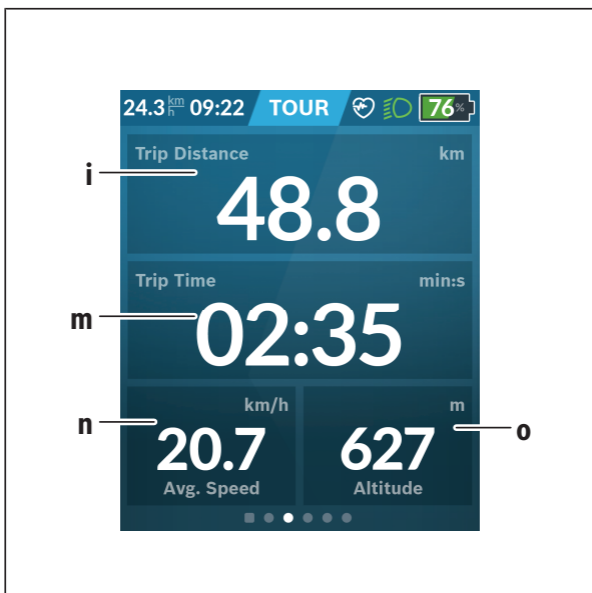 24.3 km/h 09:22 TOUR 76%
Trip Distance km
i
48.8
Trip Time min:s
m
02:35
km/h m
n o
20.7 627
Avg. Speed Altitude